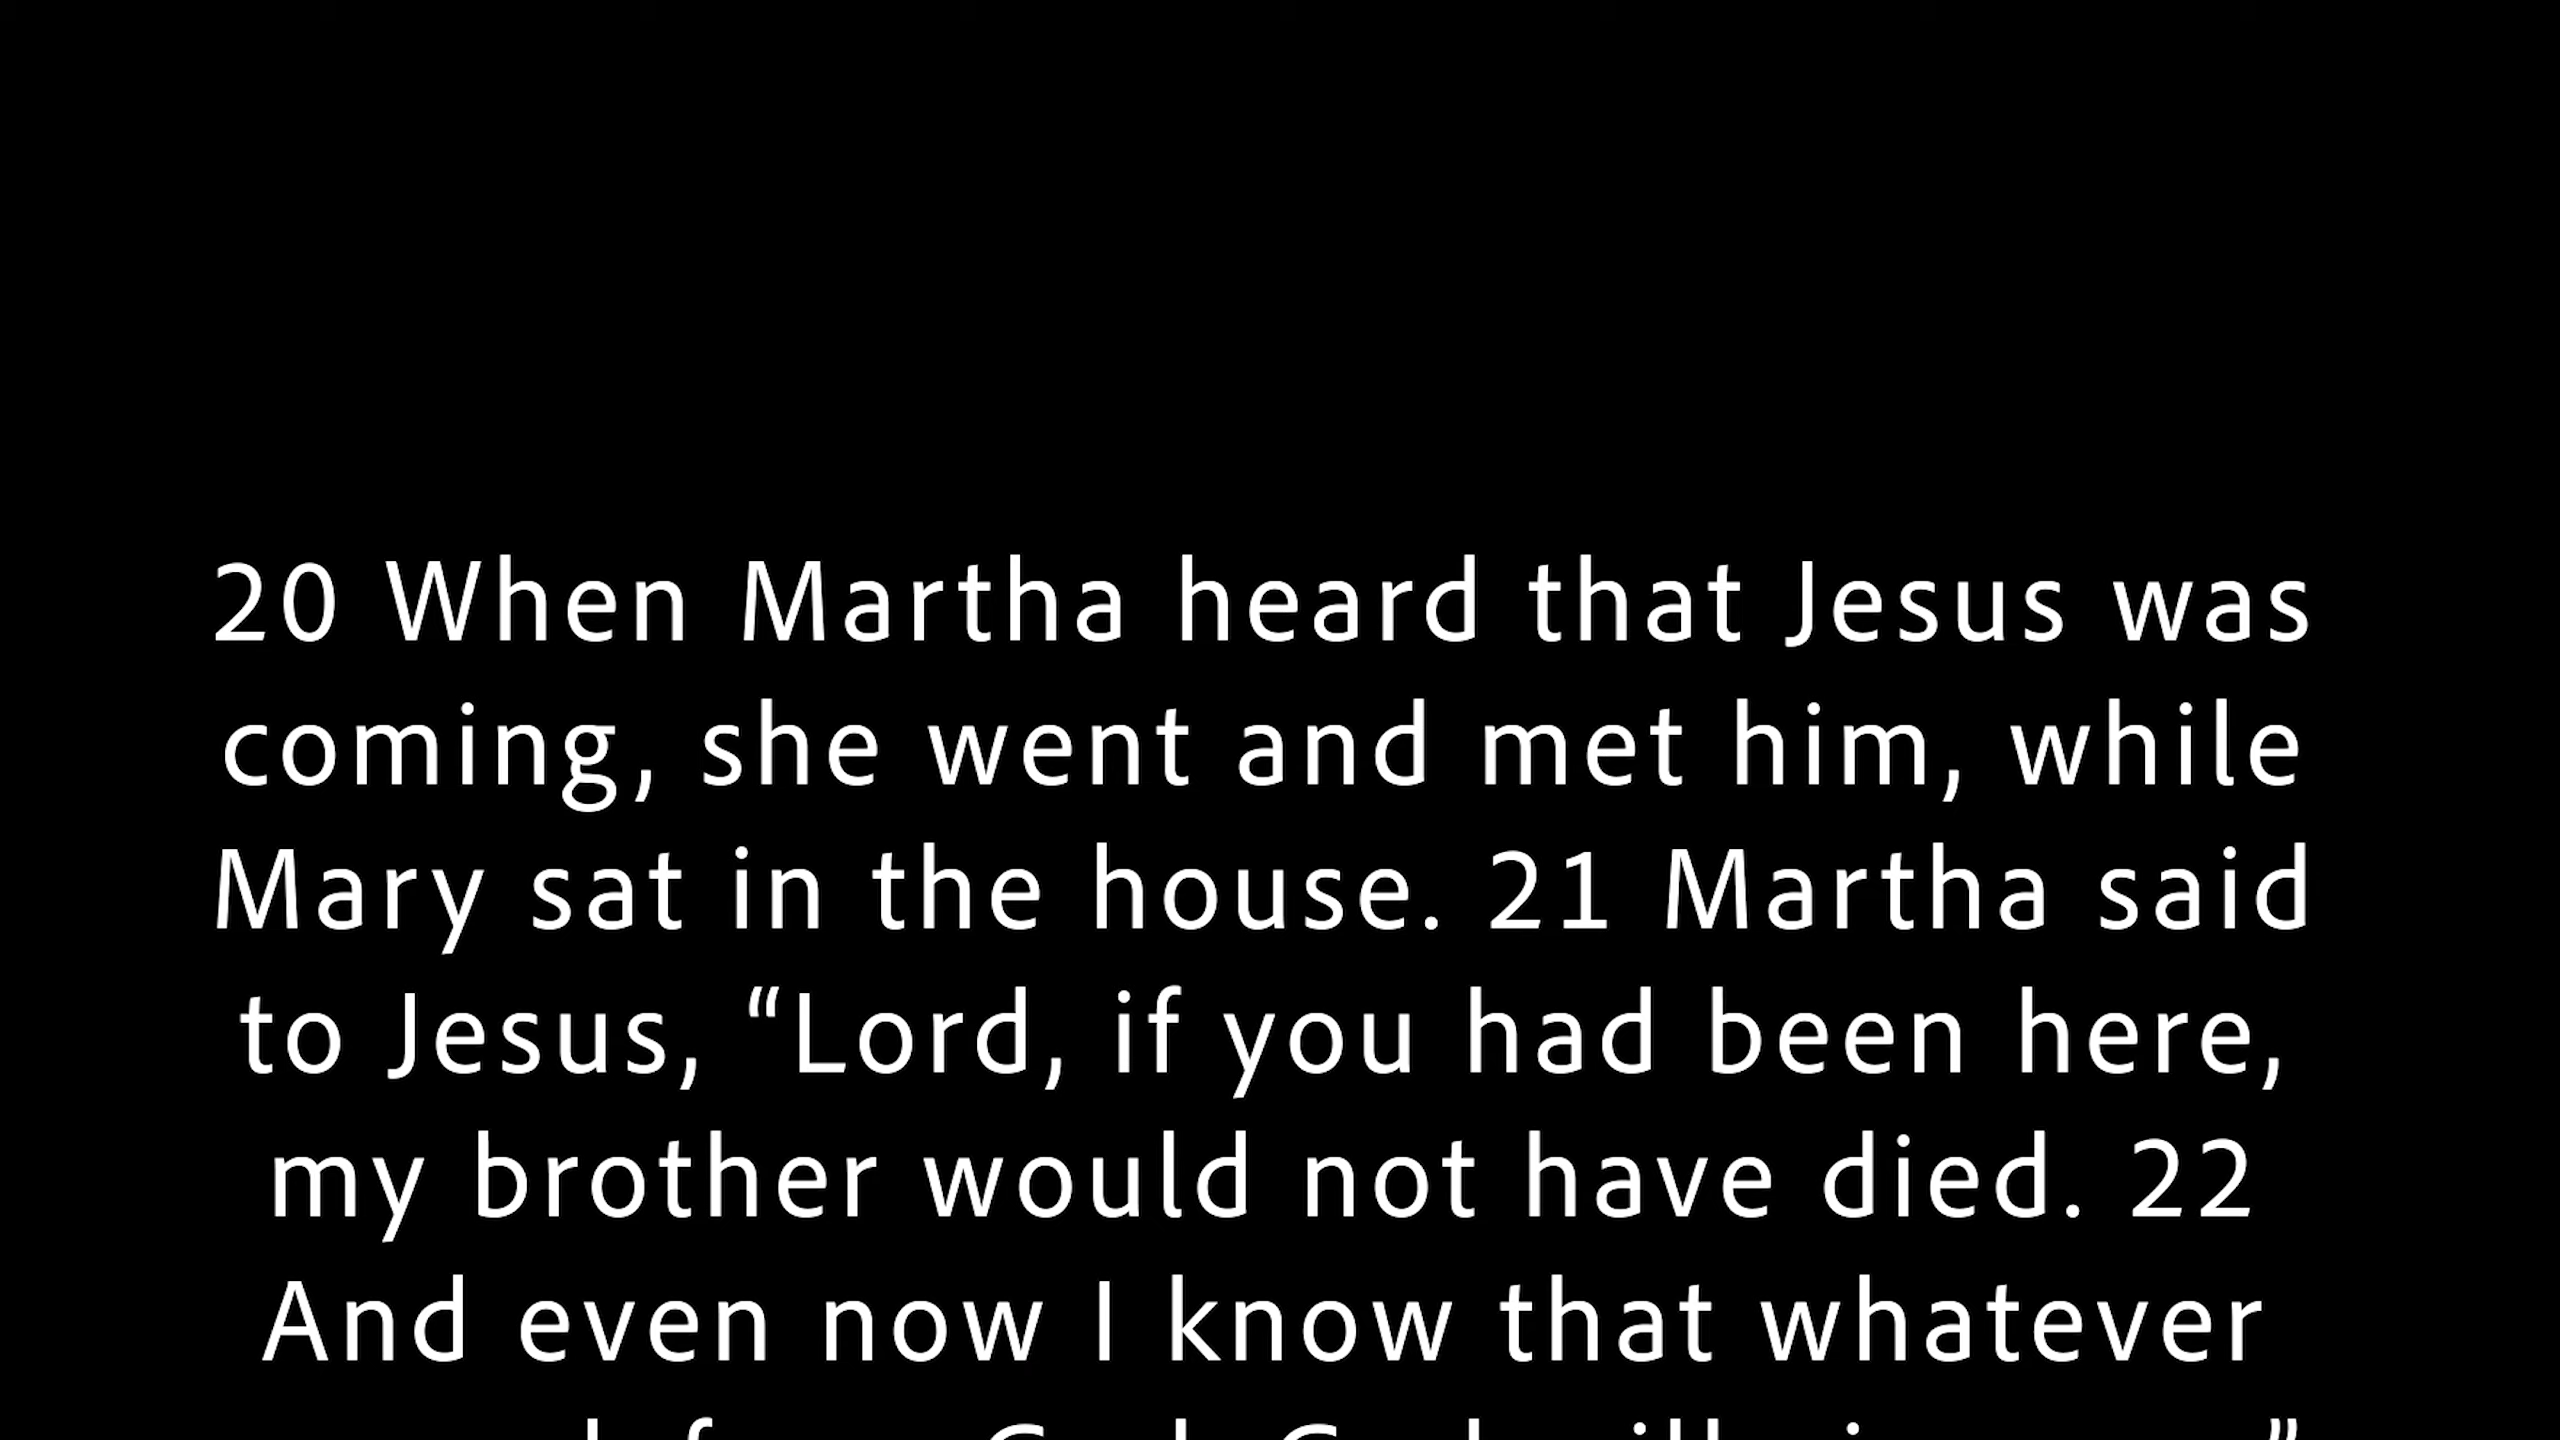 20 When Martha heard that Jesus was
coming, she went and met him, while
Mary sat in the house. 21 Martha said
to Jesus, “Lord, if you had been here,
my brother would not have died. 22
And even now I know that whatever